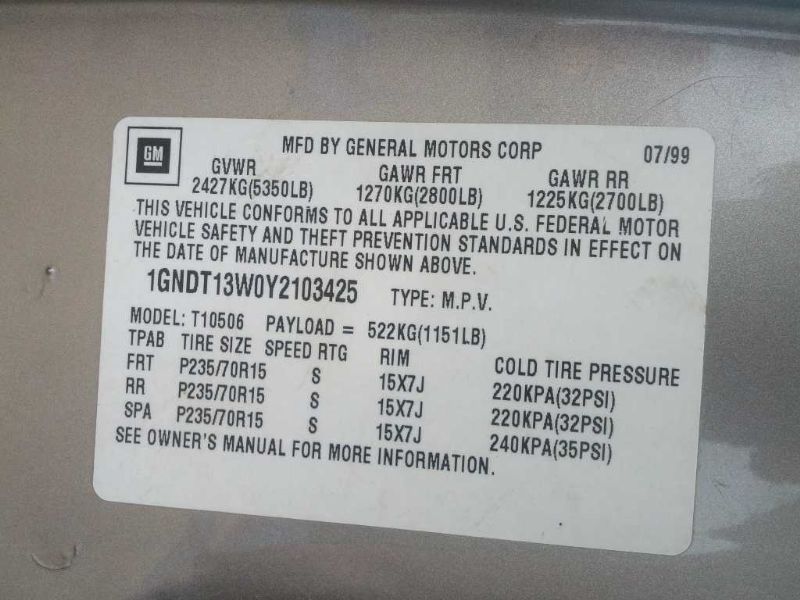 GM
MFD BY GENERAL MOTORS CORP 07/99
GVWR GAWR FRT GAWR RR
2427KG(5350LB) 1270KG(2800LB) 1225KG(2700LB)
THIS VEHICLE CONFORMS TO ALL APPLICABLE U.S. FEDERAL MOTOR
VEHICLE SAFETY AND THEFT PREVENTION STANDARDS IN EFFECT ON
THE DATE OF MANUFACTURE SHOWN ABOVE.
1GNDT13W0Y2103425 TYPE: M.P.V.
MODEL: T10506 PAYLOAD = 522KG(1151LB)
TPAB TIRE SIZE SPEED RTG RIM COLD TIRE PRESSURE
FRT P235/70R15 S 15X7J 220KPA(32PSI)
RR P235/70R15 S 15X7J 220KPA(32PSI)
SPA P235/70R15 S 15X7J 240KPA(35PSI)
SEE OWNER'S MANUAL FOR MORE INFORMATION.